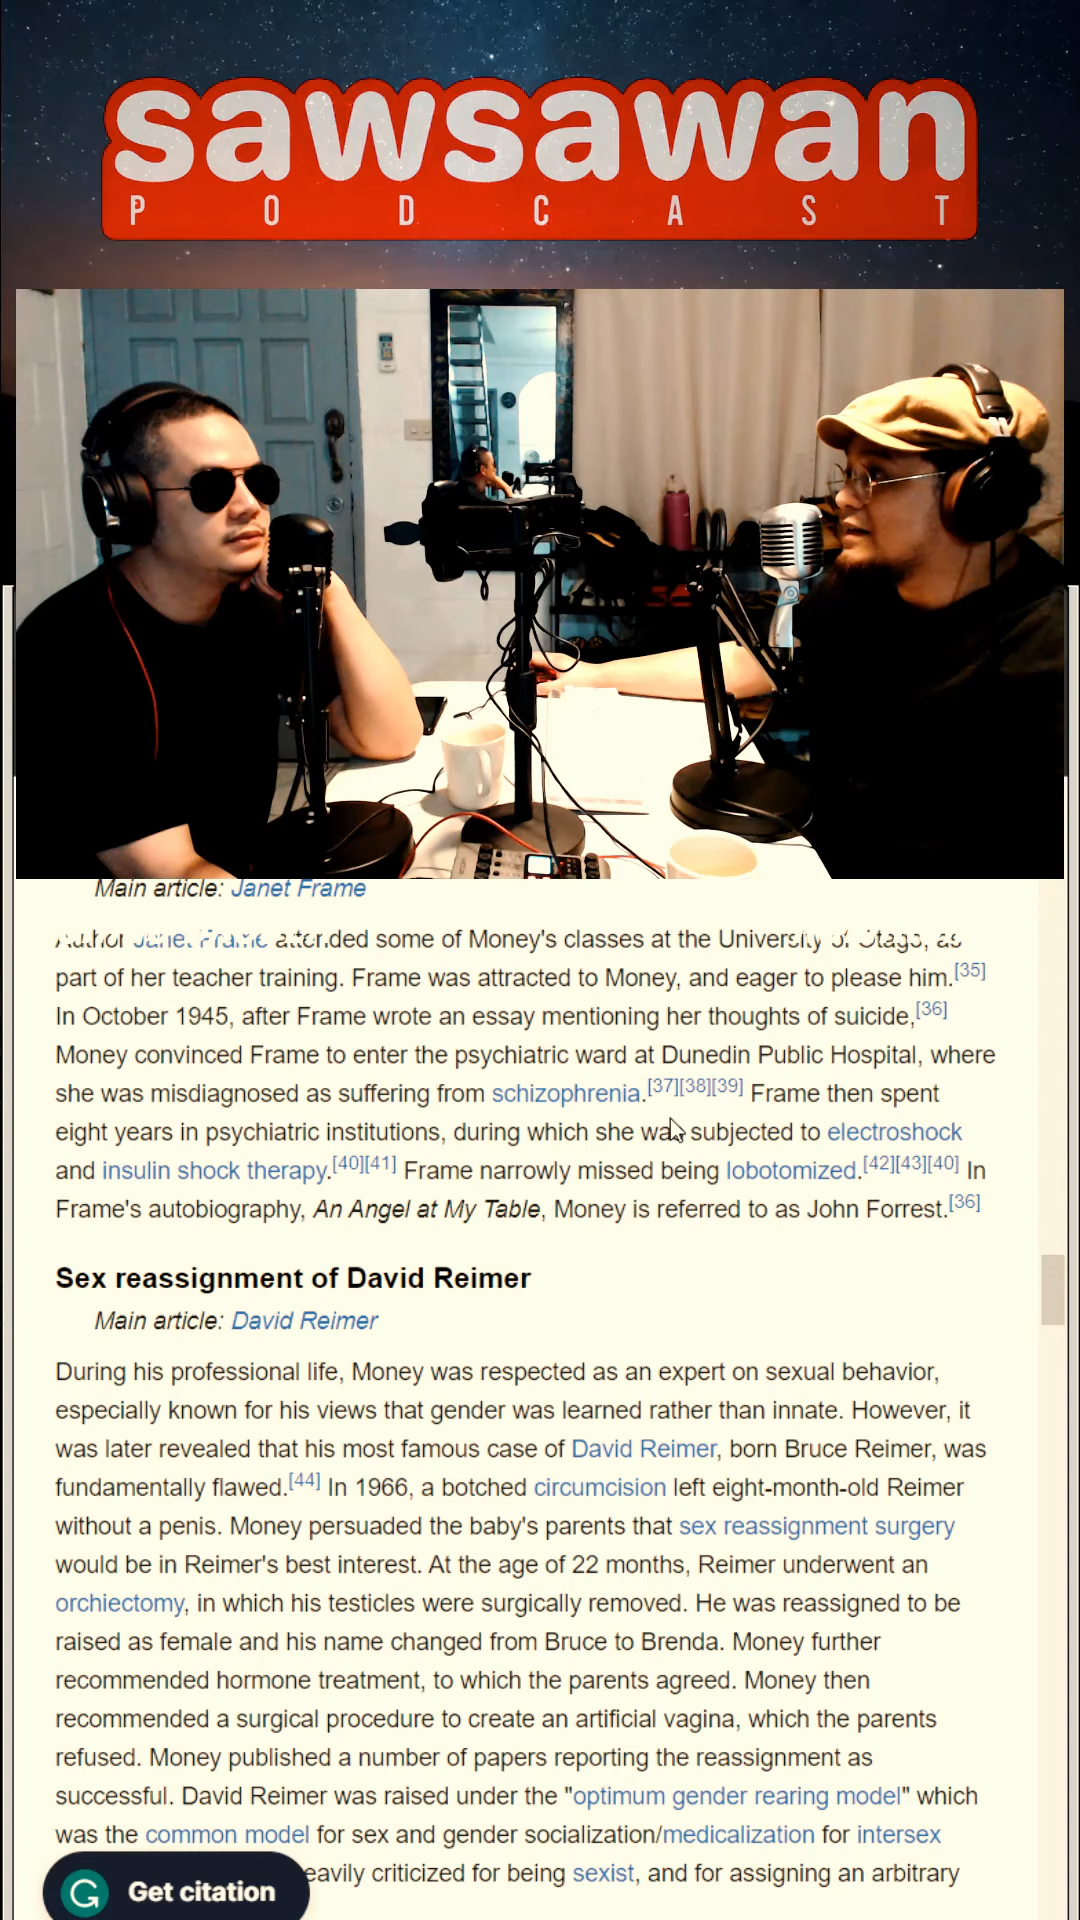 sawsawan
PODCAST
Main article: Janet Frame
Author Janet Frame attended some of Money's classes at the University of Otago, as
part of her teacher training. Frame was attracted to Money, and eager to please him.[35]
In October 1945, after Frame wrote an essay mentioning her thoughts of suicide,[36]
Money convinced Frame to enter the psychiatric ward at Dunedin Public Hospital, where
she was misdiagnosed as suffering from schizophrenia.[37][38][39] Frame then spent
eight years in psychiatric institutions, during which she was subjected to electroshock
and insulin shock therapy.[40][41] Frame narrowly missed being lobotomized.[42][43][40] In
Frame's autobiography, An Angel at My Table, Money is referred to as John Forrest.[36]
Sex reassignment of David Reimer
Main article: David Reimer
During his professional life, Money was respected as an expert on sexual behavior,
especially known for his views that gender was learned rather than innate. However, it
was later revealed that his most famous case of David Reimer, born Bruce Reimer, was
fundamentally flawed.[44] In 1966, a botched circumcision left eight-month-old Reimer
without a penis. Money persuaded the baby's parents that sex reassignment surgery
would be in Reimer's best interest. At the age of 22 months, Reimer underwent an
orchiectomy, in which his testicles were surgically removed. He was reassigned to be
raised as female and his name changed from Bruce to Brenda. Money further
recommended hormone treatment, to which the parents agreed. Money then
recommended a surgical procedure to create an artificial vagina, which the parents
refused. Money published a number of papers reporting the reassignment as
successful. David Reimer was raised under the "optimum gender rearing model" which
was the common model for sex and gender socialization/medicalization for intersex
eavily criticized for being sexist, and for assigning an arbitrary
Get citation